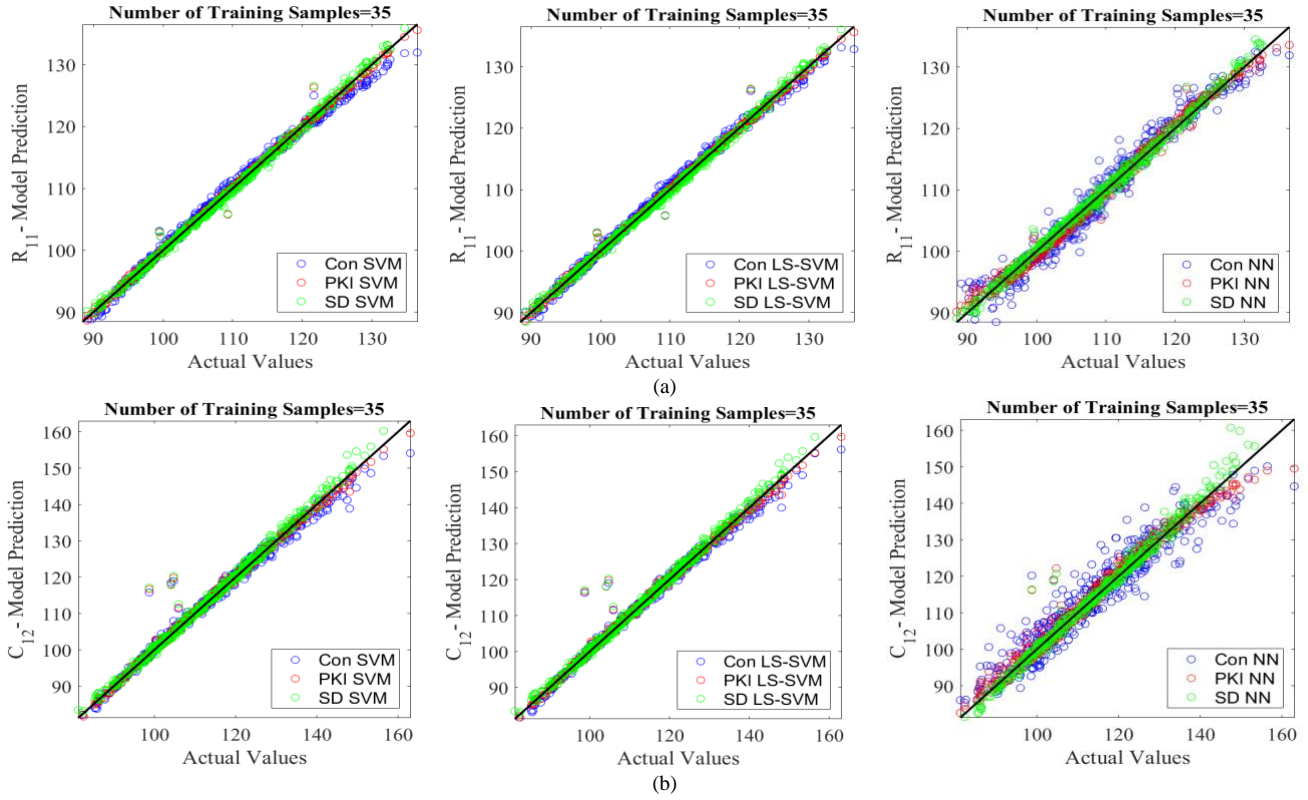 Number of Training Samples=35
R11- Model Prediction
130
120
110
100
90
90 100 110 120 130
Actual Values
Con SVM
PKI SVM
SD SVM
Number of Training Samples=35
R11- Model Prediction
130
120
110
100
90
90 100 110 120 130
Actual Values
Con LS-SVM
PKI LS-SVM
SD LS-SVM
Number of Training Samples=35
R11- Model Prediction
130
120
110
100
90
90 100 110 120 130
Actual Values
Con NN
PKI NN
SD NN
(a)
Number of Training Samples=35
C12- Model Prediction
160
150
140
130
120
110
100
90
100 120 140 160
Actual Values
Con SVM
PKI SVM
SD SVM
Number of Training Samples=35
C12- Model Prediction
160
150
140
130
120
110
100
90
100 120 140 160
Actual Values
Con LS-SVM
PKI LS-SVM
SD LS-SVM
Number of Training Samples=35
C12- Model Prediction
160
150
140
130
120
110
100
90
100 120 140 160
Actual Values
Con NN
PKI NN
SD NN
(b)